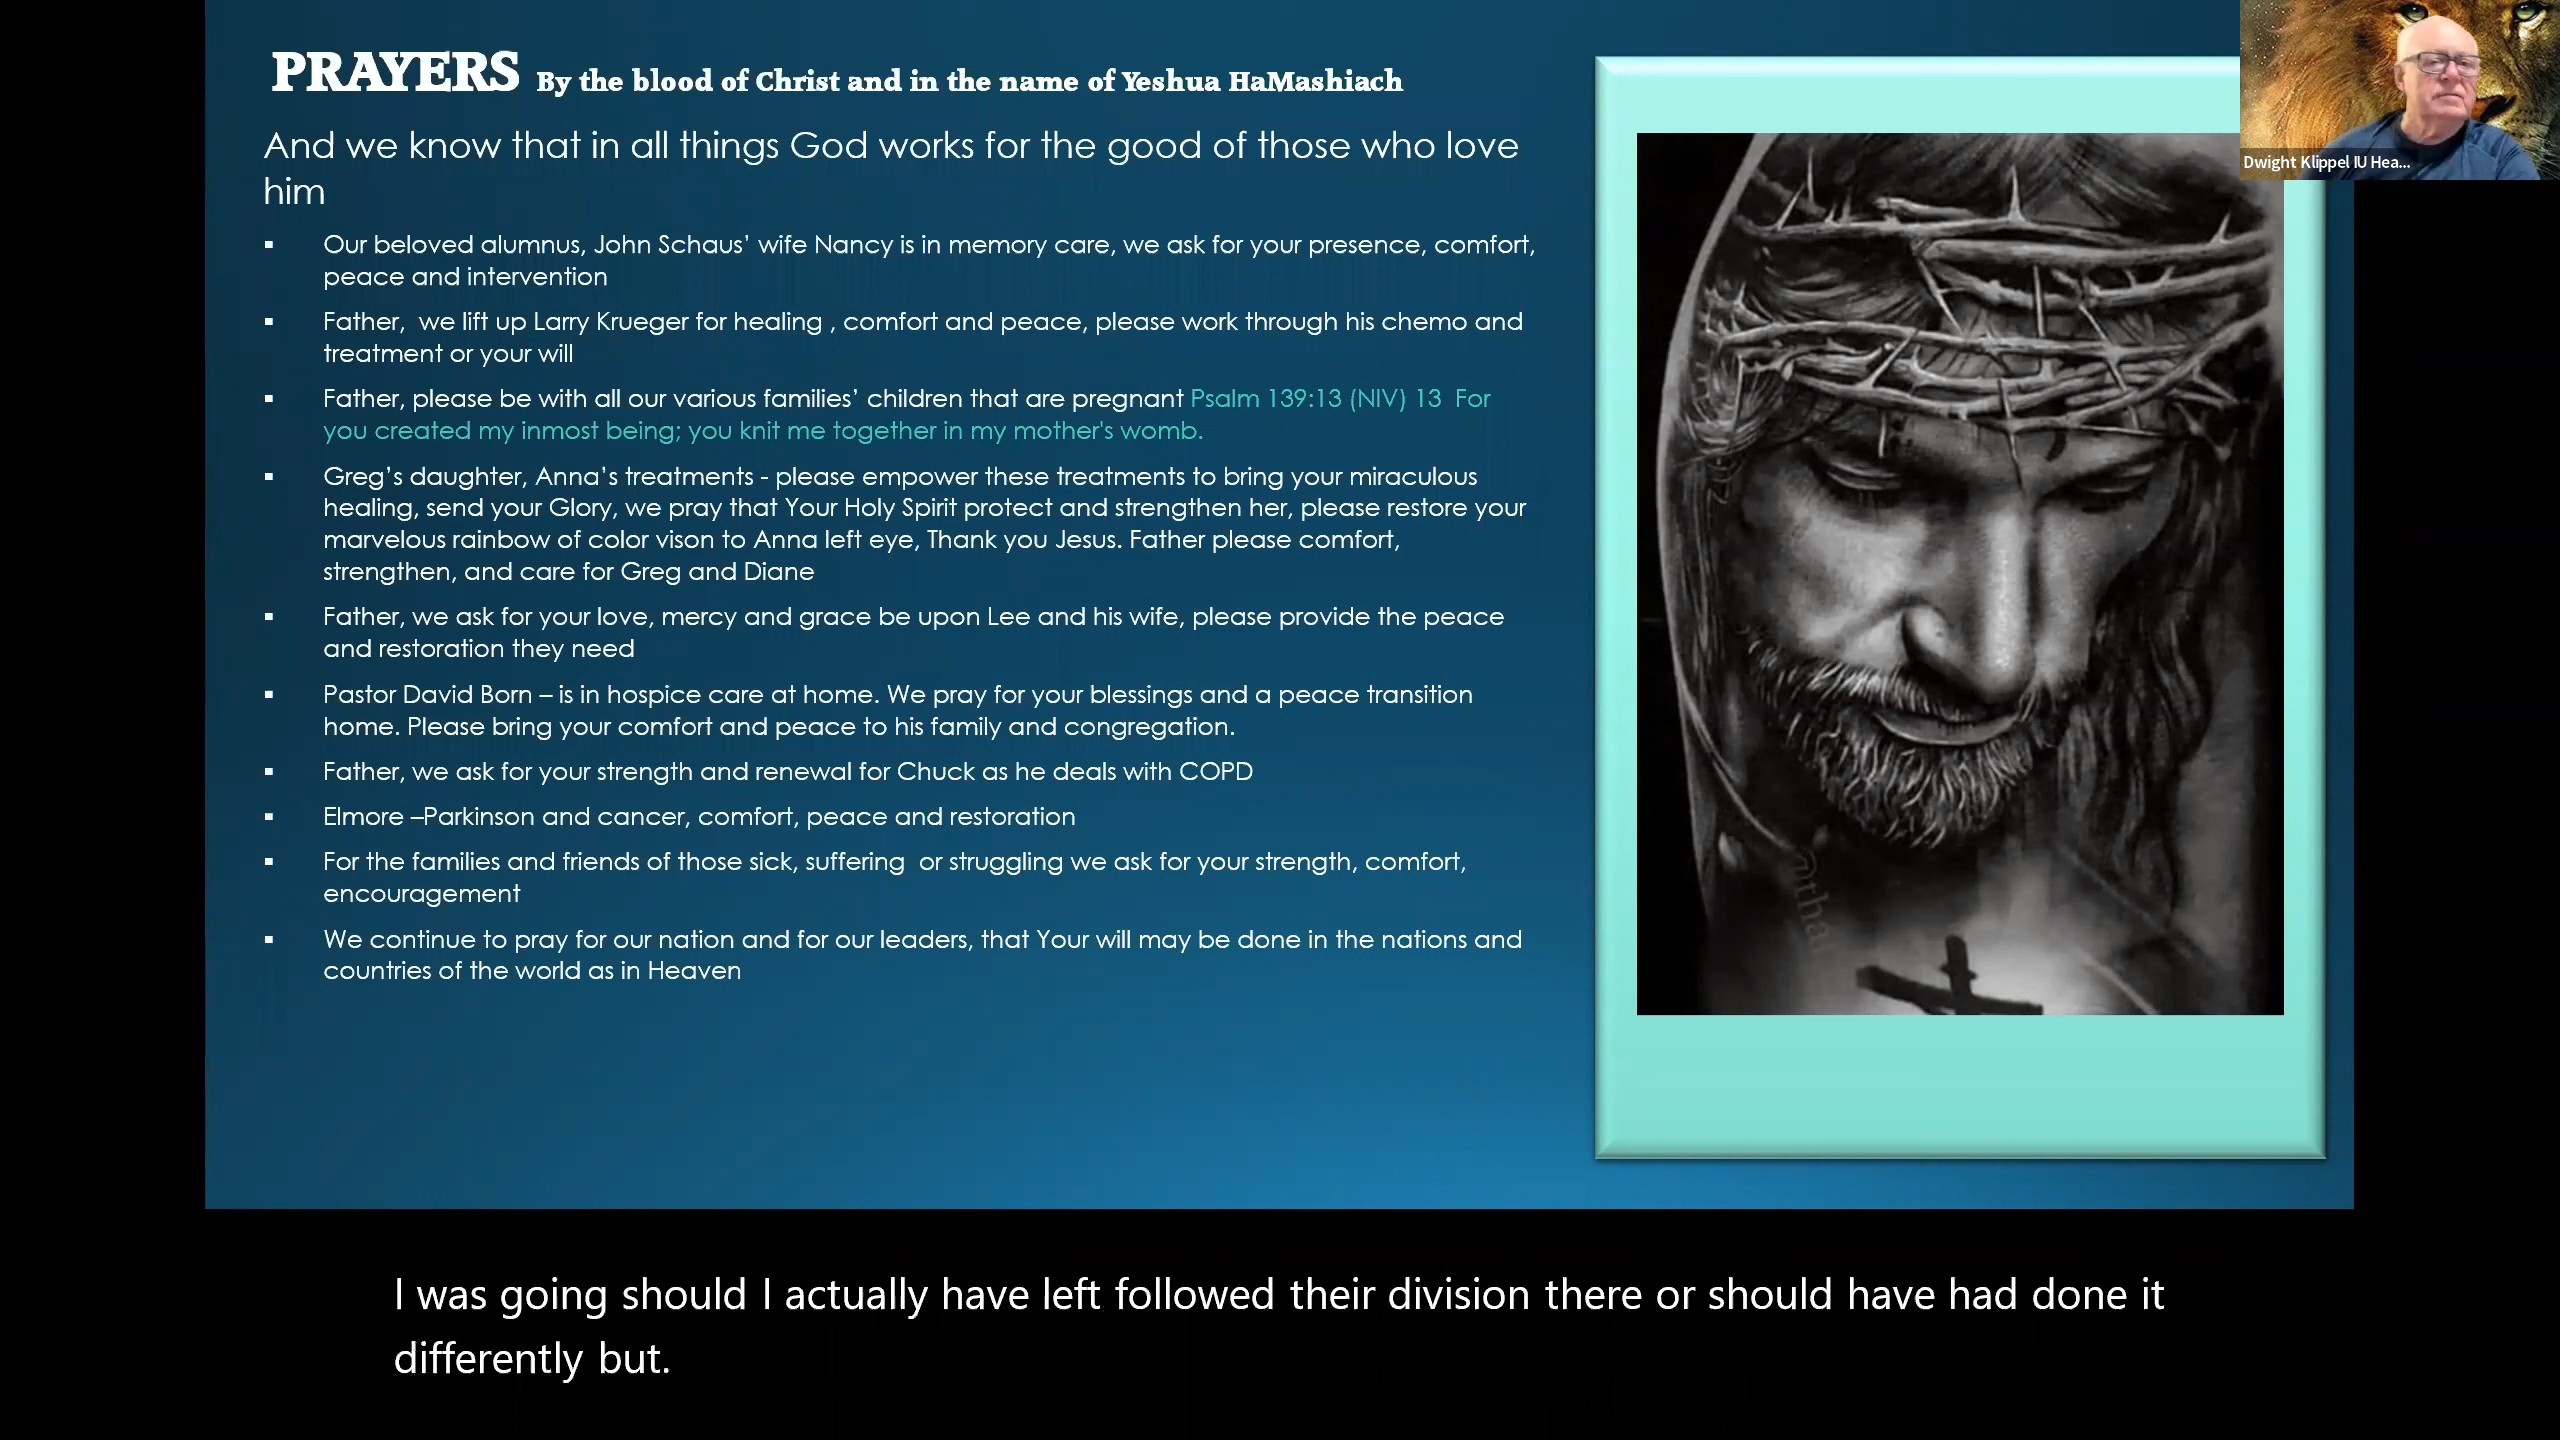 PRAYERS By the blood of Christ and in the name of Yeshua HaMashiach
And we know that in all things God works for the good of those who love
him
▪ Our beloved alumnus, John Schaus’ wife Nancy is in memory care, we ask for your presence, comfort,
peace and intervention
▪ Father,  we lift up Larry Krueger for healing , comfort and peace, please work through his chemo and
treatment or your will
▪ Father, please be with all our various families’ children that are pregnant Psalm 139:13 (NIV) 13  For
you created my inmost being; you knit me together in my mother's womb.
▪ Greg’s daughter, Anna’s treatments - please empower these treatments to bring your miraculous
healing, send your Glory, we pray that Your Holy Spirit protect and strengthen her, please restore your
marvelous rainbow of color vison to Anna left eye, Thank you Jesus. Father please comfort,
strengthen, and care for Greg and Diane
▪ Father, we ask for your love, mercy and grace be upon Lee and his wife, please provide the peace
and restoration they need
▪ Pastor David Born – is in hospice care at home. We pray for your blessings and a peace transition
home. Please bring your comfort and peace to his family and congregation.
▪ Father, we ask for your strength and renewal for Chuck as he deals with COPD
▪ Elmore –Parkinson and cancer, comfort, peace and restoration
▪ For the families and friends of those sick, suffering  or struggling we ask for your strength, comfort,
encouragement
▪ We continue to pray for our nation and for our leaders, that Your will may be done in the nations and
countries of the world as in Heaven
Dwight Klippel IU Hea...
I was going should I actually have left followed their division there or should have had done it
differently but.